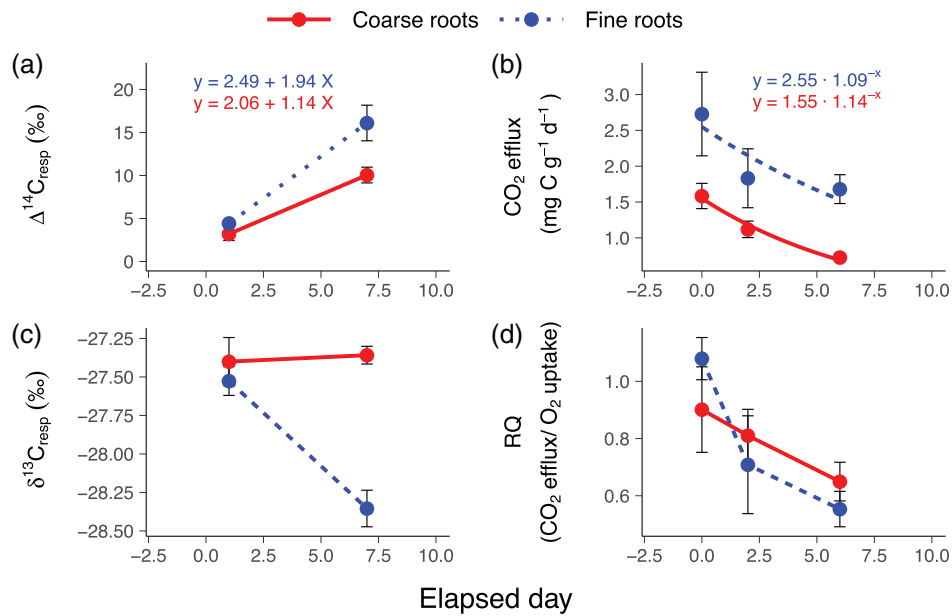 Coarse roots Fine roots
(a)
y = 2.49 + 1.94 X
y = 2.06 + 1.14 X
Δ¹⁴C_resp (‰)
20
15
10
5
0
−2.5 0.0 2.5 5.0 7.5 10.0
(b)
y = 2.55 · 1.09⁻ˣ
y = 1.55 · 1.14⁻ˣ
CO₂ efflux
(mg C g⁻¹ d⁻¹)
3.0
2.5
2.0
1.5
1.0
−2.5 0.0 2.5 5.0 7.5 10.0
(c)
δ¹³C_resp (‰)
−27.25
−27.50
−27.75
−28.00
−28.25
−28.50
−2.5 0.0 2.5 5.0 7.5 10.0
(d)
RQ
(CO₂ efflux/ O₂ uptake)
1.0
0.8
0.6
−2.5 0.0 2.5 5.0 7.5 10.0
Elapsed day